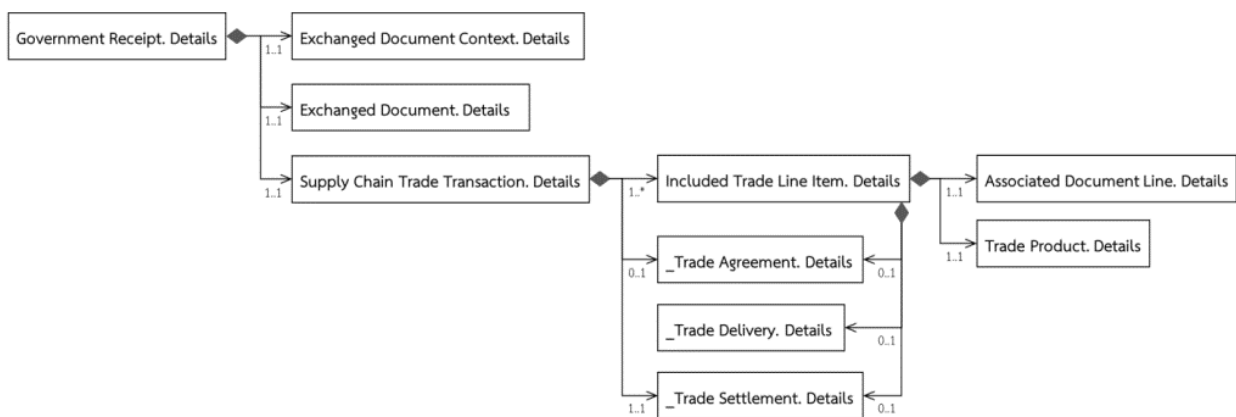 Government Receipt. Details
Exchanged Document Context. Details
1..1
Exchanged Document. Details
1..1
Supply Chain Trade Transaction. Details
1..1
Included Trade Line Item. Details
1..*
Associated Document Line. Details
1..1
Trade Product. Details
1..1
_Trade Agreement. Details
0..1
0..1
_Trade Delivery. Details
0..1
_Trade Settlement. Details
1..1
0..1